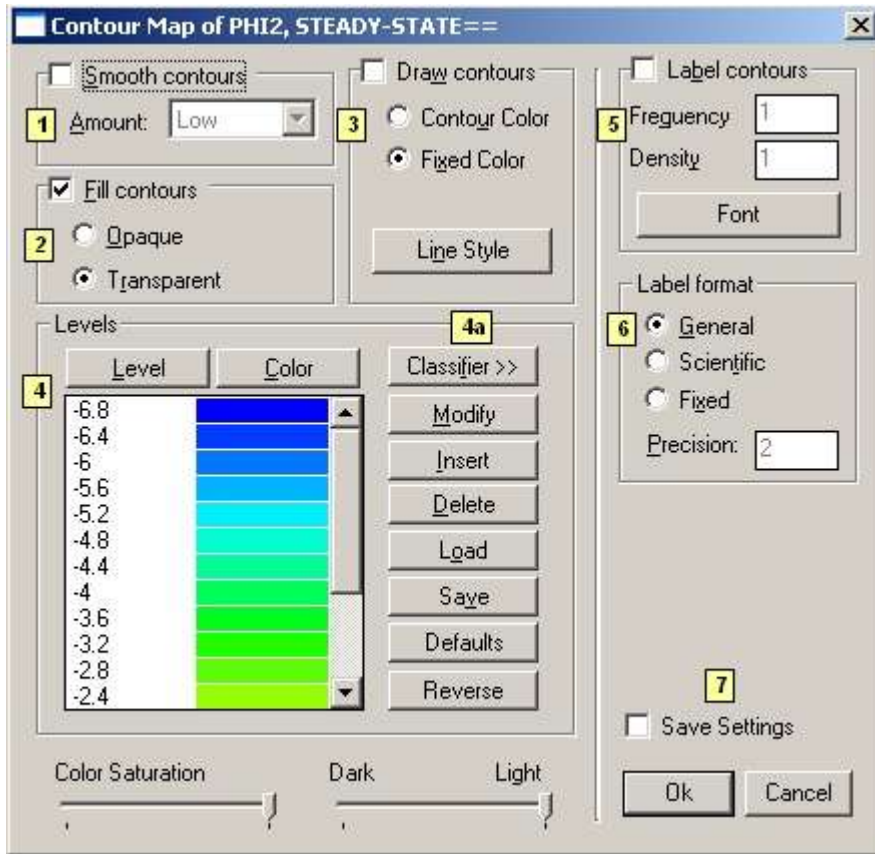 Contour Map of PHI2, STEADY-STATE==
Smooth contours
1
Amount:
Low
Fill contours
2
Opaque
Transparent
Draw contours
3
Contour Color
Fixed Color
Line Style
Label contours
5
Freguency
1
Density
1
Font
Label format
6
General
Scientific
Fixed
Precision:
2
Levels
4a
4
Level
Color
Classifier >>
-6.8
-6.4
-6
-5.6
-5.2
-4.8
-4.4
-4
-3.6
-3.2
-2.8
-2.4
Modify
Insert
Delete
Load
Save
Defaults
Reverse
7
Save Settings
Color Saturation
Dark
Light
Ok
Cancel